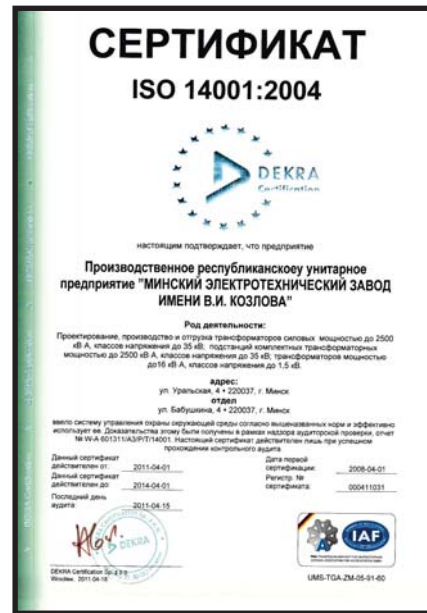 СЕРТИФИКАТ
ISO 14001:2004
DEKRA
Certification
настоящим подтверждает, что предприятие
Производственное республиканскоеу унитарное
предприятие "МИНСКИЙ ЭЛЕКТРОТЕХНИЧЕСКИЙ ЗАВОД
ИМЕНИ В.И. КОЗЛОВА"
Род деятельности:
Проектирование, производство и отгрузка трансформаторов силовых мощностью до 2500
кВ·А, классов напряжения до 35 кВ; подстанций комплектных трансформаторных
мощностью до 2500 кВ·А, классов напряжения до 35 кВ; трансформаторов мощностью
до16 кВ·А, классов напряжения до 1,5 кВ.
адрес:
ул. Уральская, 4 • 220037, г. Минск
отдел
ул. Бабушкина, 4 • 220037, г. Минск
ввело систему управления охраны окружающей среды согласно вышеназванных норм и эффективно
использует ее. Доказательства этому были получены в рамках надзора аудиторской проверки, отчет
№ W-A 601311/A3/P/T/14001. Настоящий сертификат действителен лишь при успешном
прохождении контрольного аудита.
Данный сертификат
действителен от: 2011-04-01
Данный сертификат
действителен до: 2014-04-01
Последний день
аудита: 2011-04-15
Дата первой
сертификации: 2008-04-01
Регистр. №
сертификата: 000411031
DEKRA
DEKRA Certification Sp. z o.o.
Wrocław, 2011-04-18
IAF
UMS-TGA-ZM-05-91-60